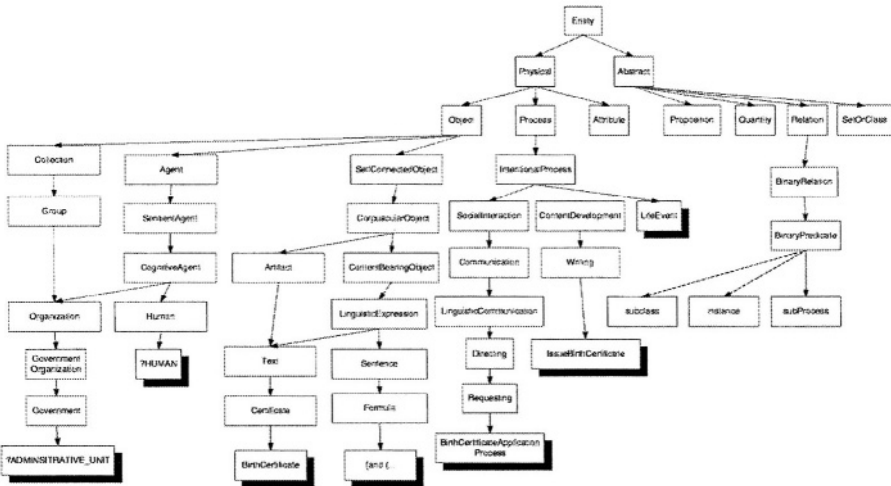 Entity
Physical
Abstract
Object
Process
Attribute
Proposition
Quantity
Relation
SetOrClass
Collection
Agent
SelfConnectedObject
IntentionalProcess
BinaryRelation
Group
SentientAgent
CorpuscularObject
SocialInteraction
ContentDevelopment
LifeEvent
BinaryPredicate
CognitiveAgent
Artifact
ContentBearingObject
Communication
Writing
subclass
instance
subProcess
Organization
Human
LinguisticExpression
LinguisticCommunication
Government
Organization
?HUMAN
Text
Sentence
Directing
IssueBirthCertificate
Government
Certificate
Formula
Requesting
?ADMINSITRATIVE_UNIT
BirthCertificate
(and (...
BirthCertificateApplication
Process